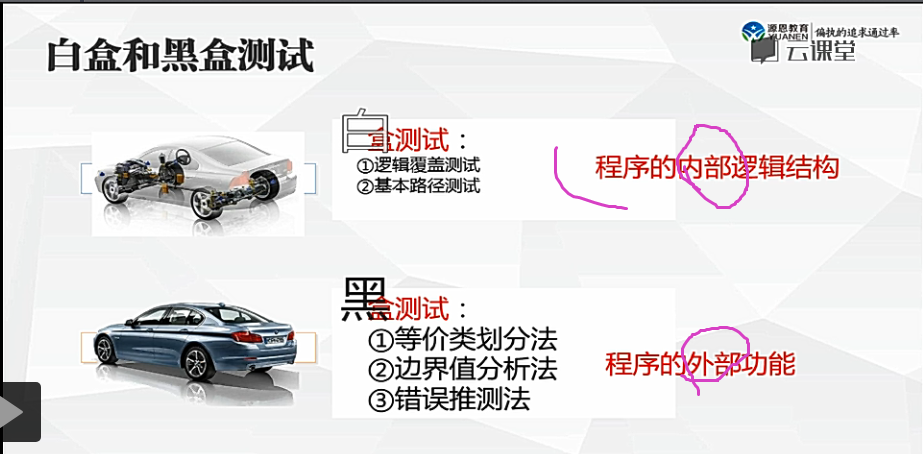 白盒和黑盒测试
源恩教育
YUANEN
偏执的追求通过率
云课堂
白盒测试：
①逻辑覆盖测试
②基本路径测试
程序的内部逻辑结构
黑盒测试：
①等价类划分法
②边界值分析法
③错误推测法
程序的外部功能